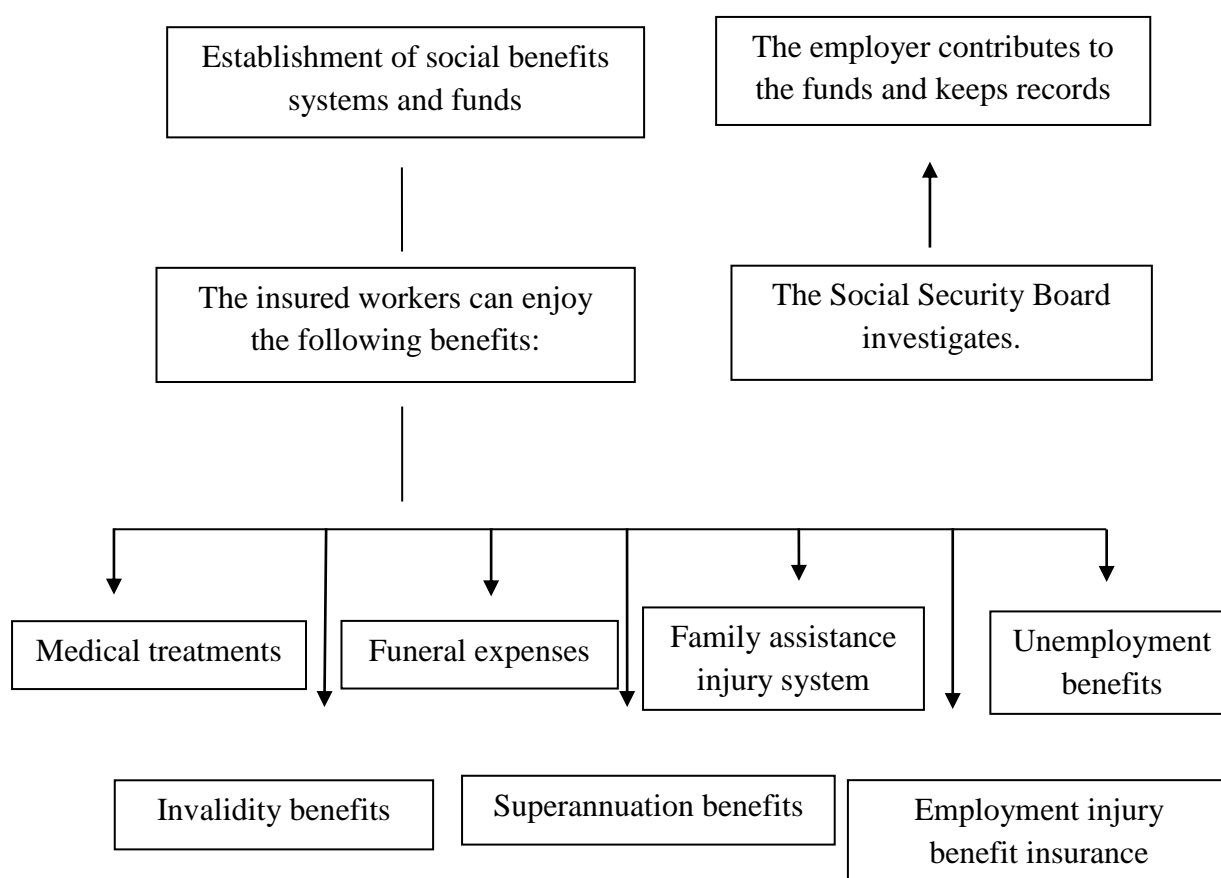 Establishment of social benefits
systems and funds
The employer contributes to
the funds and keeps records
The insured workers can enjoy
the following benefits:
The Social Security Board
investigates.
Medical treatments
Funeral expenses
Family assistance
injury system
Unemployment
benefits
Invalidity benefits
Superannuation benefits
Employment injury
benefit insurance